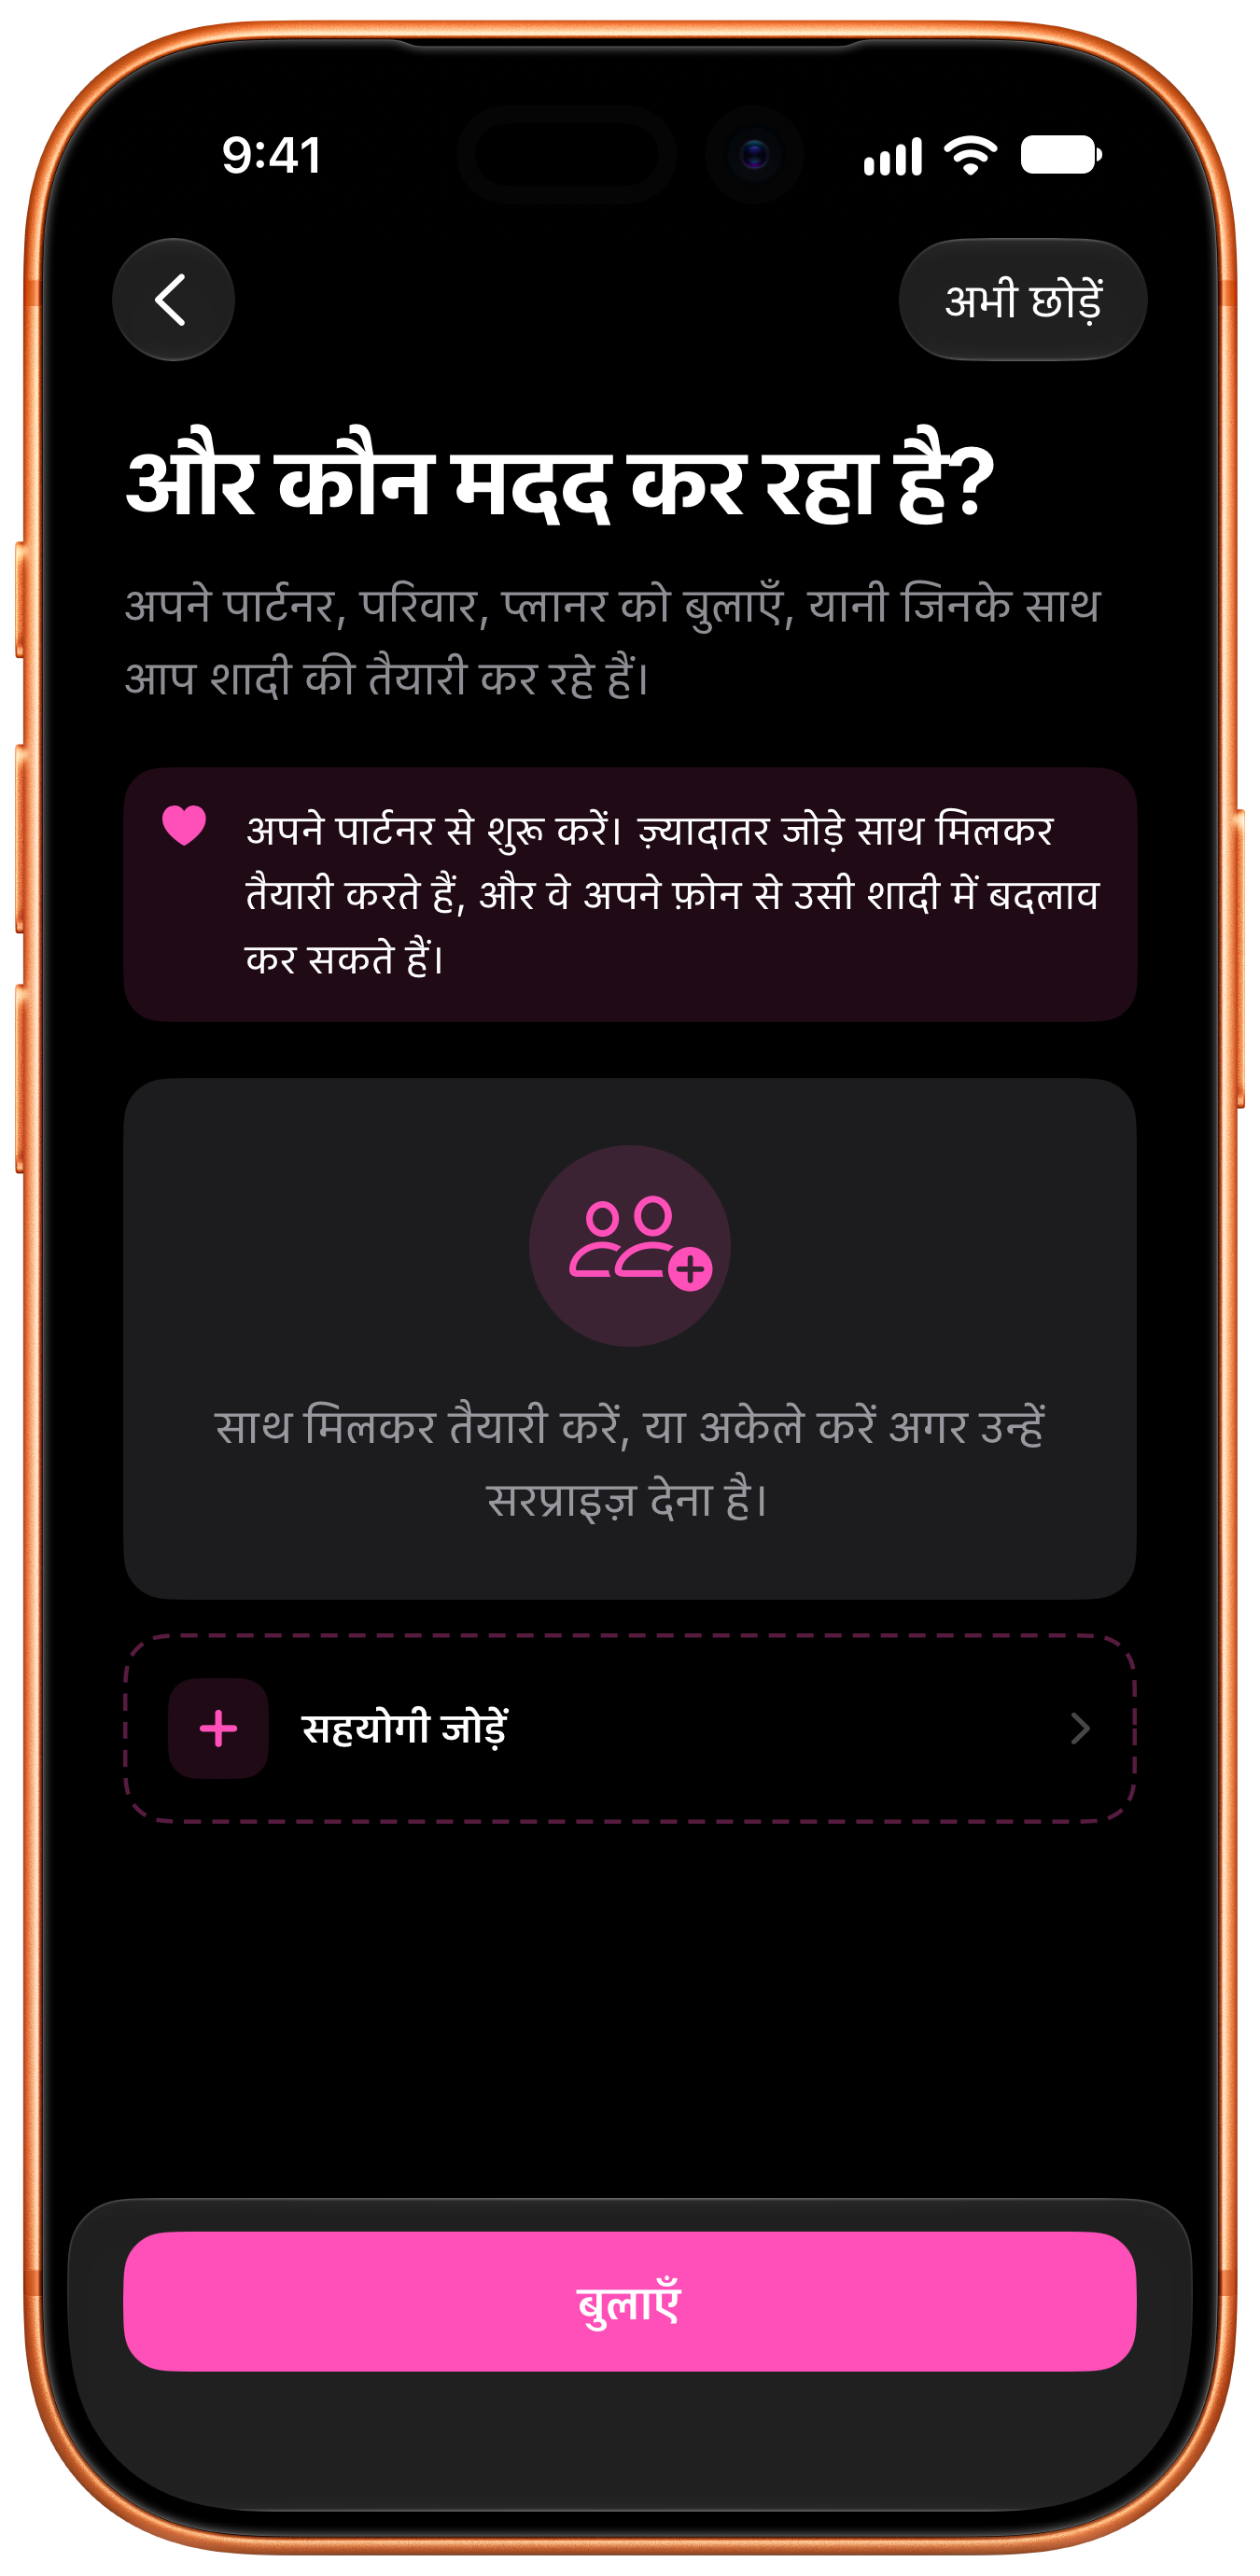 9:41
अभी छोड़ें
और कौन मदद कर रहा है?
अपने पार्टनर, परिवार, प्लानर को बुलाएँ, यानी जिनके साथ
आप शादी की तैयारी कर रहे हैं।
अपने पार्टनर से शुरू करें। ज़्यादातर जोड़े साथ मिलकर
तैयारी करते हैं, और वे अपने फ़ोन से उसी शादी में बदलाव
कर सकते हैं।
साथ मिलकर तैयारी करें, या अकेले करें अगर उन्हें
सरप्राइज़ देना है।
सहयोगी जोड़ें
बुलाएँ